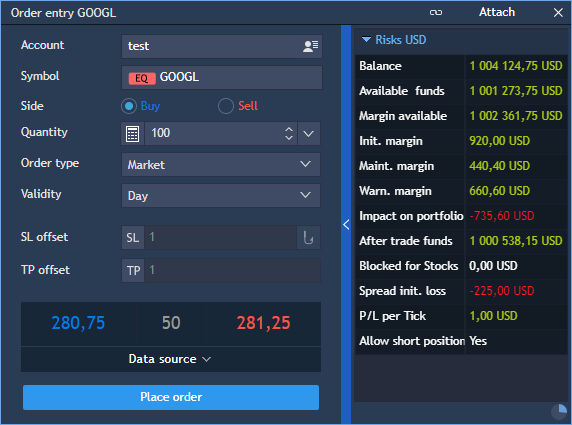 Order entry GOOGL
Attach
Account
test
Symbol
EQ GOOGL
Side
Buy
Sell
Quantity
100
Order type
Market
Validity
Day
SL offset
SL 1
TP offset
TP 1
280,75
50
281,25
Data source
Place order
Risks USD
Balance 1 004 124,75 USD
Available funds 1 001 273,75 USD
Margin available 1 002 361,75 USD
Init. margin 920,00 USD
Maint. margin 440,40 USD
Warn. margin 660,60 USD
Impact on portfolio -735,60 USD
After trade funds 1 000 538,15 USD
Blocked for Stocks 0,00 USD
Spread init. loss -225,00 USD
P/L per Tick 1,00 USD
Allow short position Yes